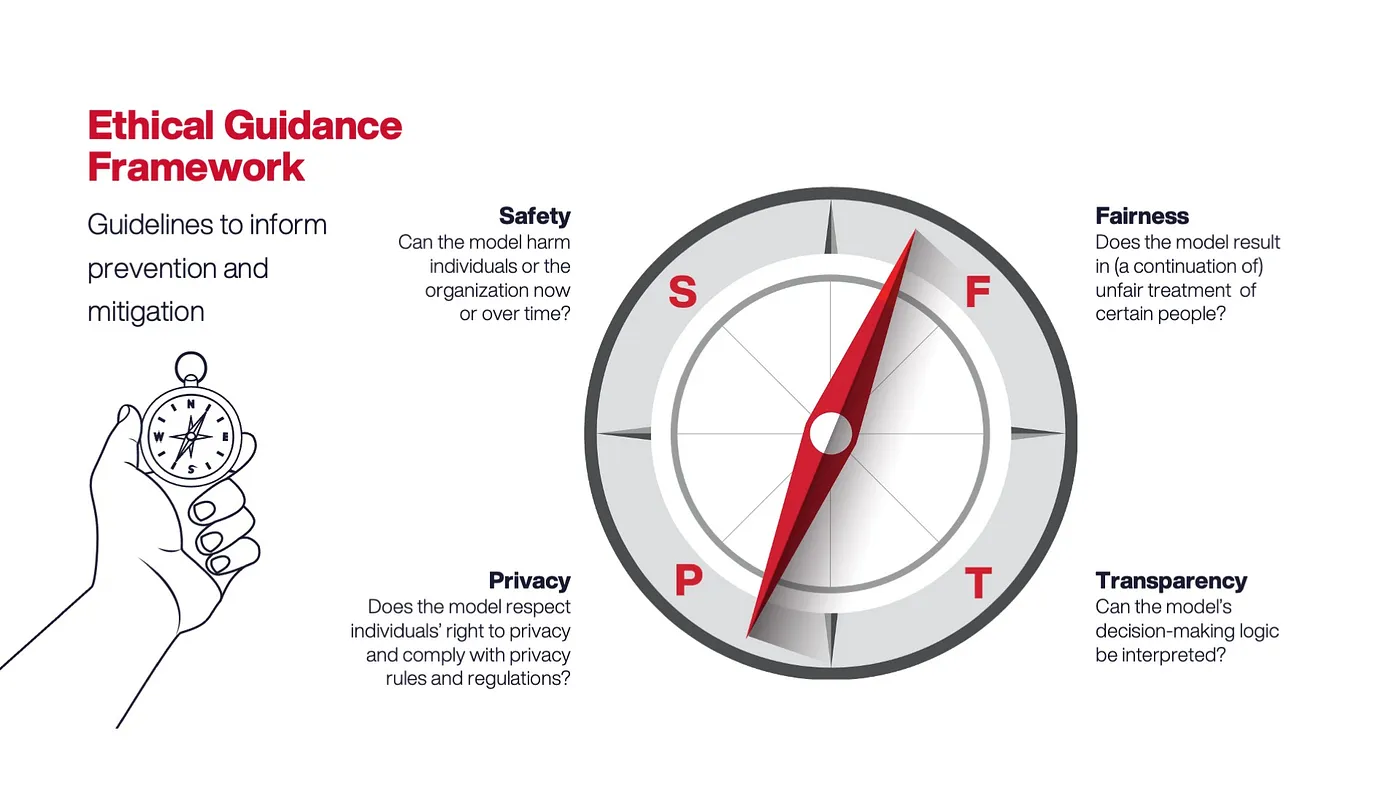 Ethical Guidance
Framework
Guidelines to inform
prevention and
mitigation
N
W
E
S
Safety
Can the model harm
individuals or the
organization now
or over time?
S
F
Fairness
Does the model result
in (a continuation of)
unfair treatment of
certain people?
Privacy
Does the model respect
individuals’ right to privacy
and comply with privacy
rules and regulations?
P
T
Transparency
Can the model’s
decision-making logic
be interpreted?